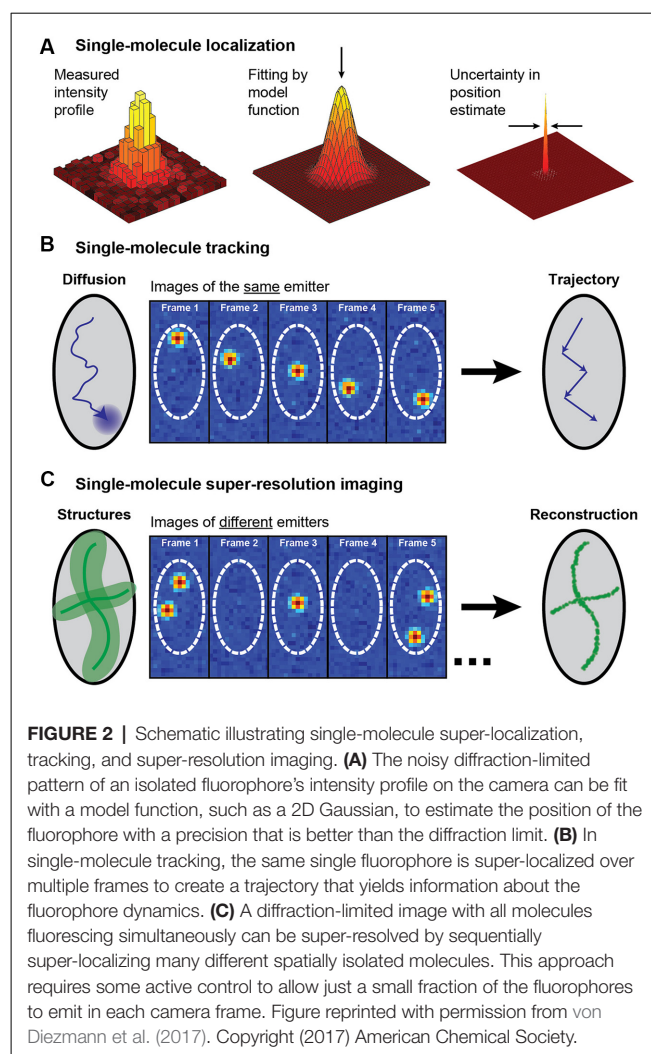 A Single-molecule localization
Measured
intensity
profile
Fitting by
model
function
Uncertainty in
position
estimate
B Single-molecule tracking
Diffusion
Images of the same emitter
Trajectory
Frame 1 Frame 2 Frame 3 Frame 4 Frame 5
C Single-molecule super-resolution imaging
Structures
Images of different emitters
Reconstruction
Frame 1 Frame 2 Frame 3 Frame 4 Frame 5
...
FIGURE 2 | Schematic illustrating single-molecule super-localization,
tracking, and super-resolution imaging. (A) The noisy diffraction-limited
pattern of an isolated fluorophore's intensity profile on the camera can be fit
with a model function, such as a 2D Gaussian, to estimate the position of the
fluorophore with a precision that is better than the diffraction limit. (B) In
single-molecule tracking, the same single fluorophore is super-localized over
multiple frames to create a trajectory that yields information about the
fluorophore dynamics. (C) A diffraction-limited image with all molecules
fluorescing simultaneously can be super-resolved by sequentially
super-localizing many different spatially isolated molecules. This approach
requires some active control to allow just a small fraction of the fluorophores
to emit in each camera frame. Figure reprinted with permission from von
Diezmann et al. (2017). Copyright (2017) American Chemical Society.